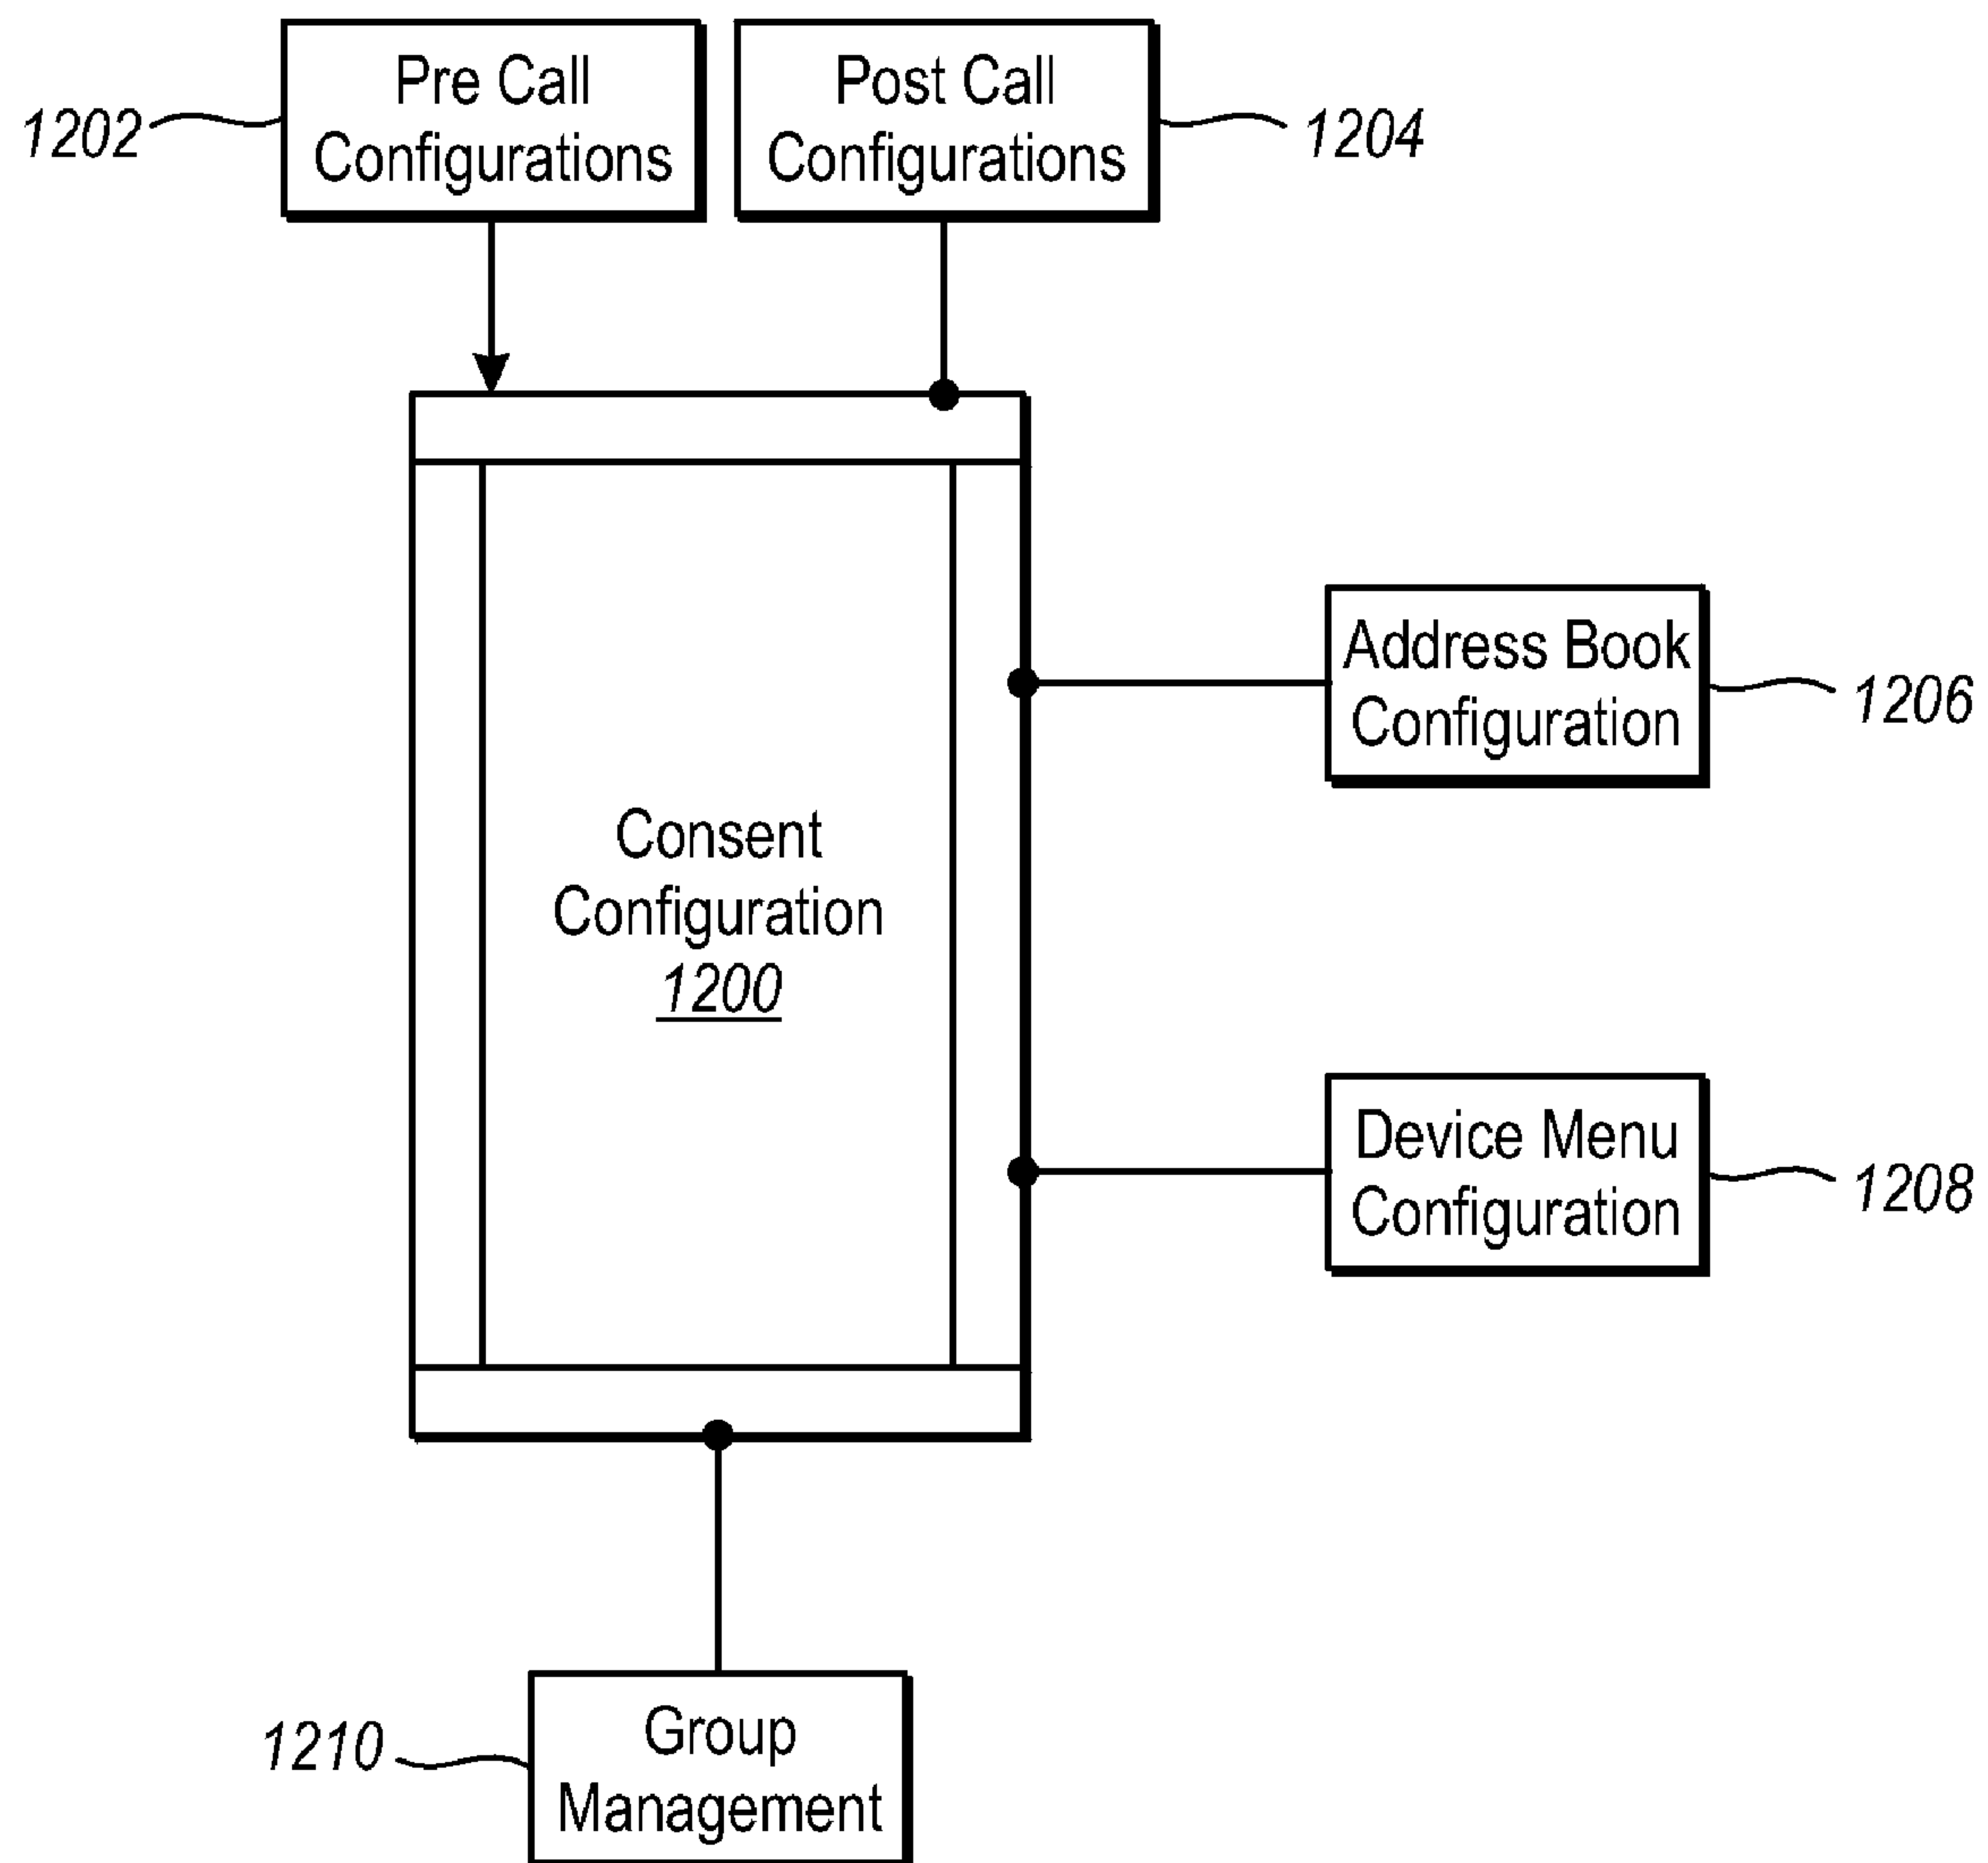 Pre Call
Configurations
1202
Post Call
Configurations
1204
Address Book
Configuration
1206
Consent
Configuration
1200
Device Menu
Configuration
1208
Group
Management
1210